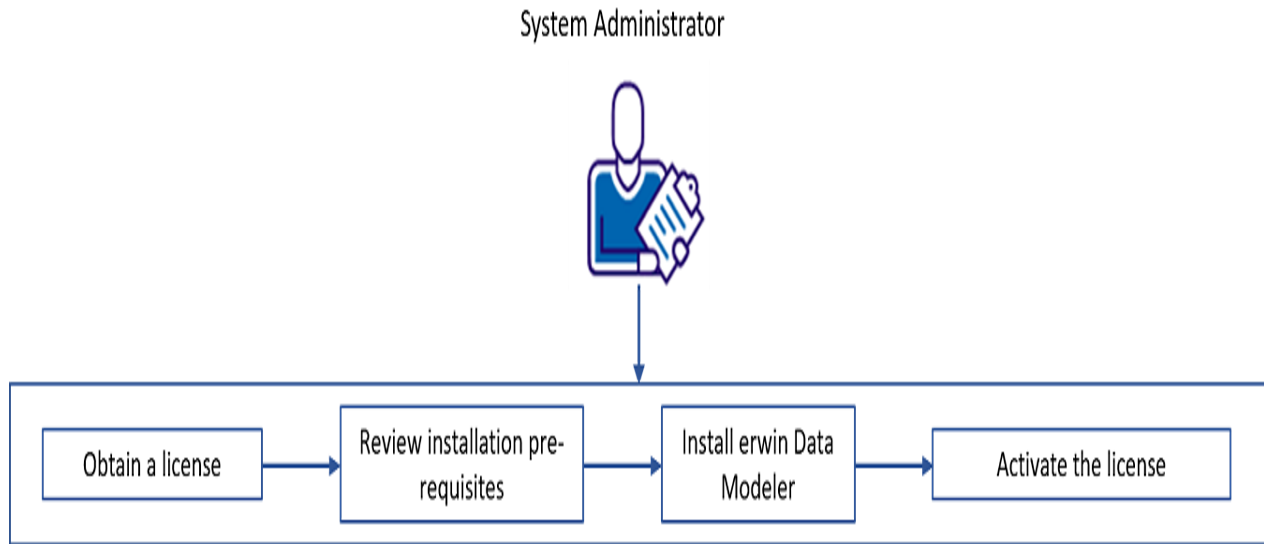 System Administrator
Obtain a license
Review installation pre-
requisites
Install erwin Data
Modeler
Activate the license